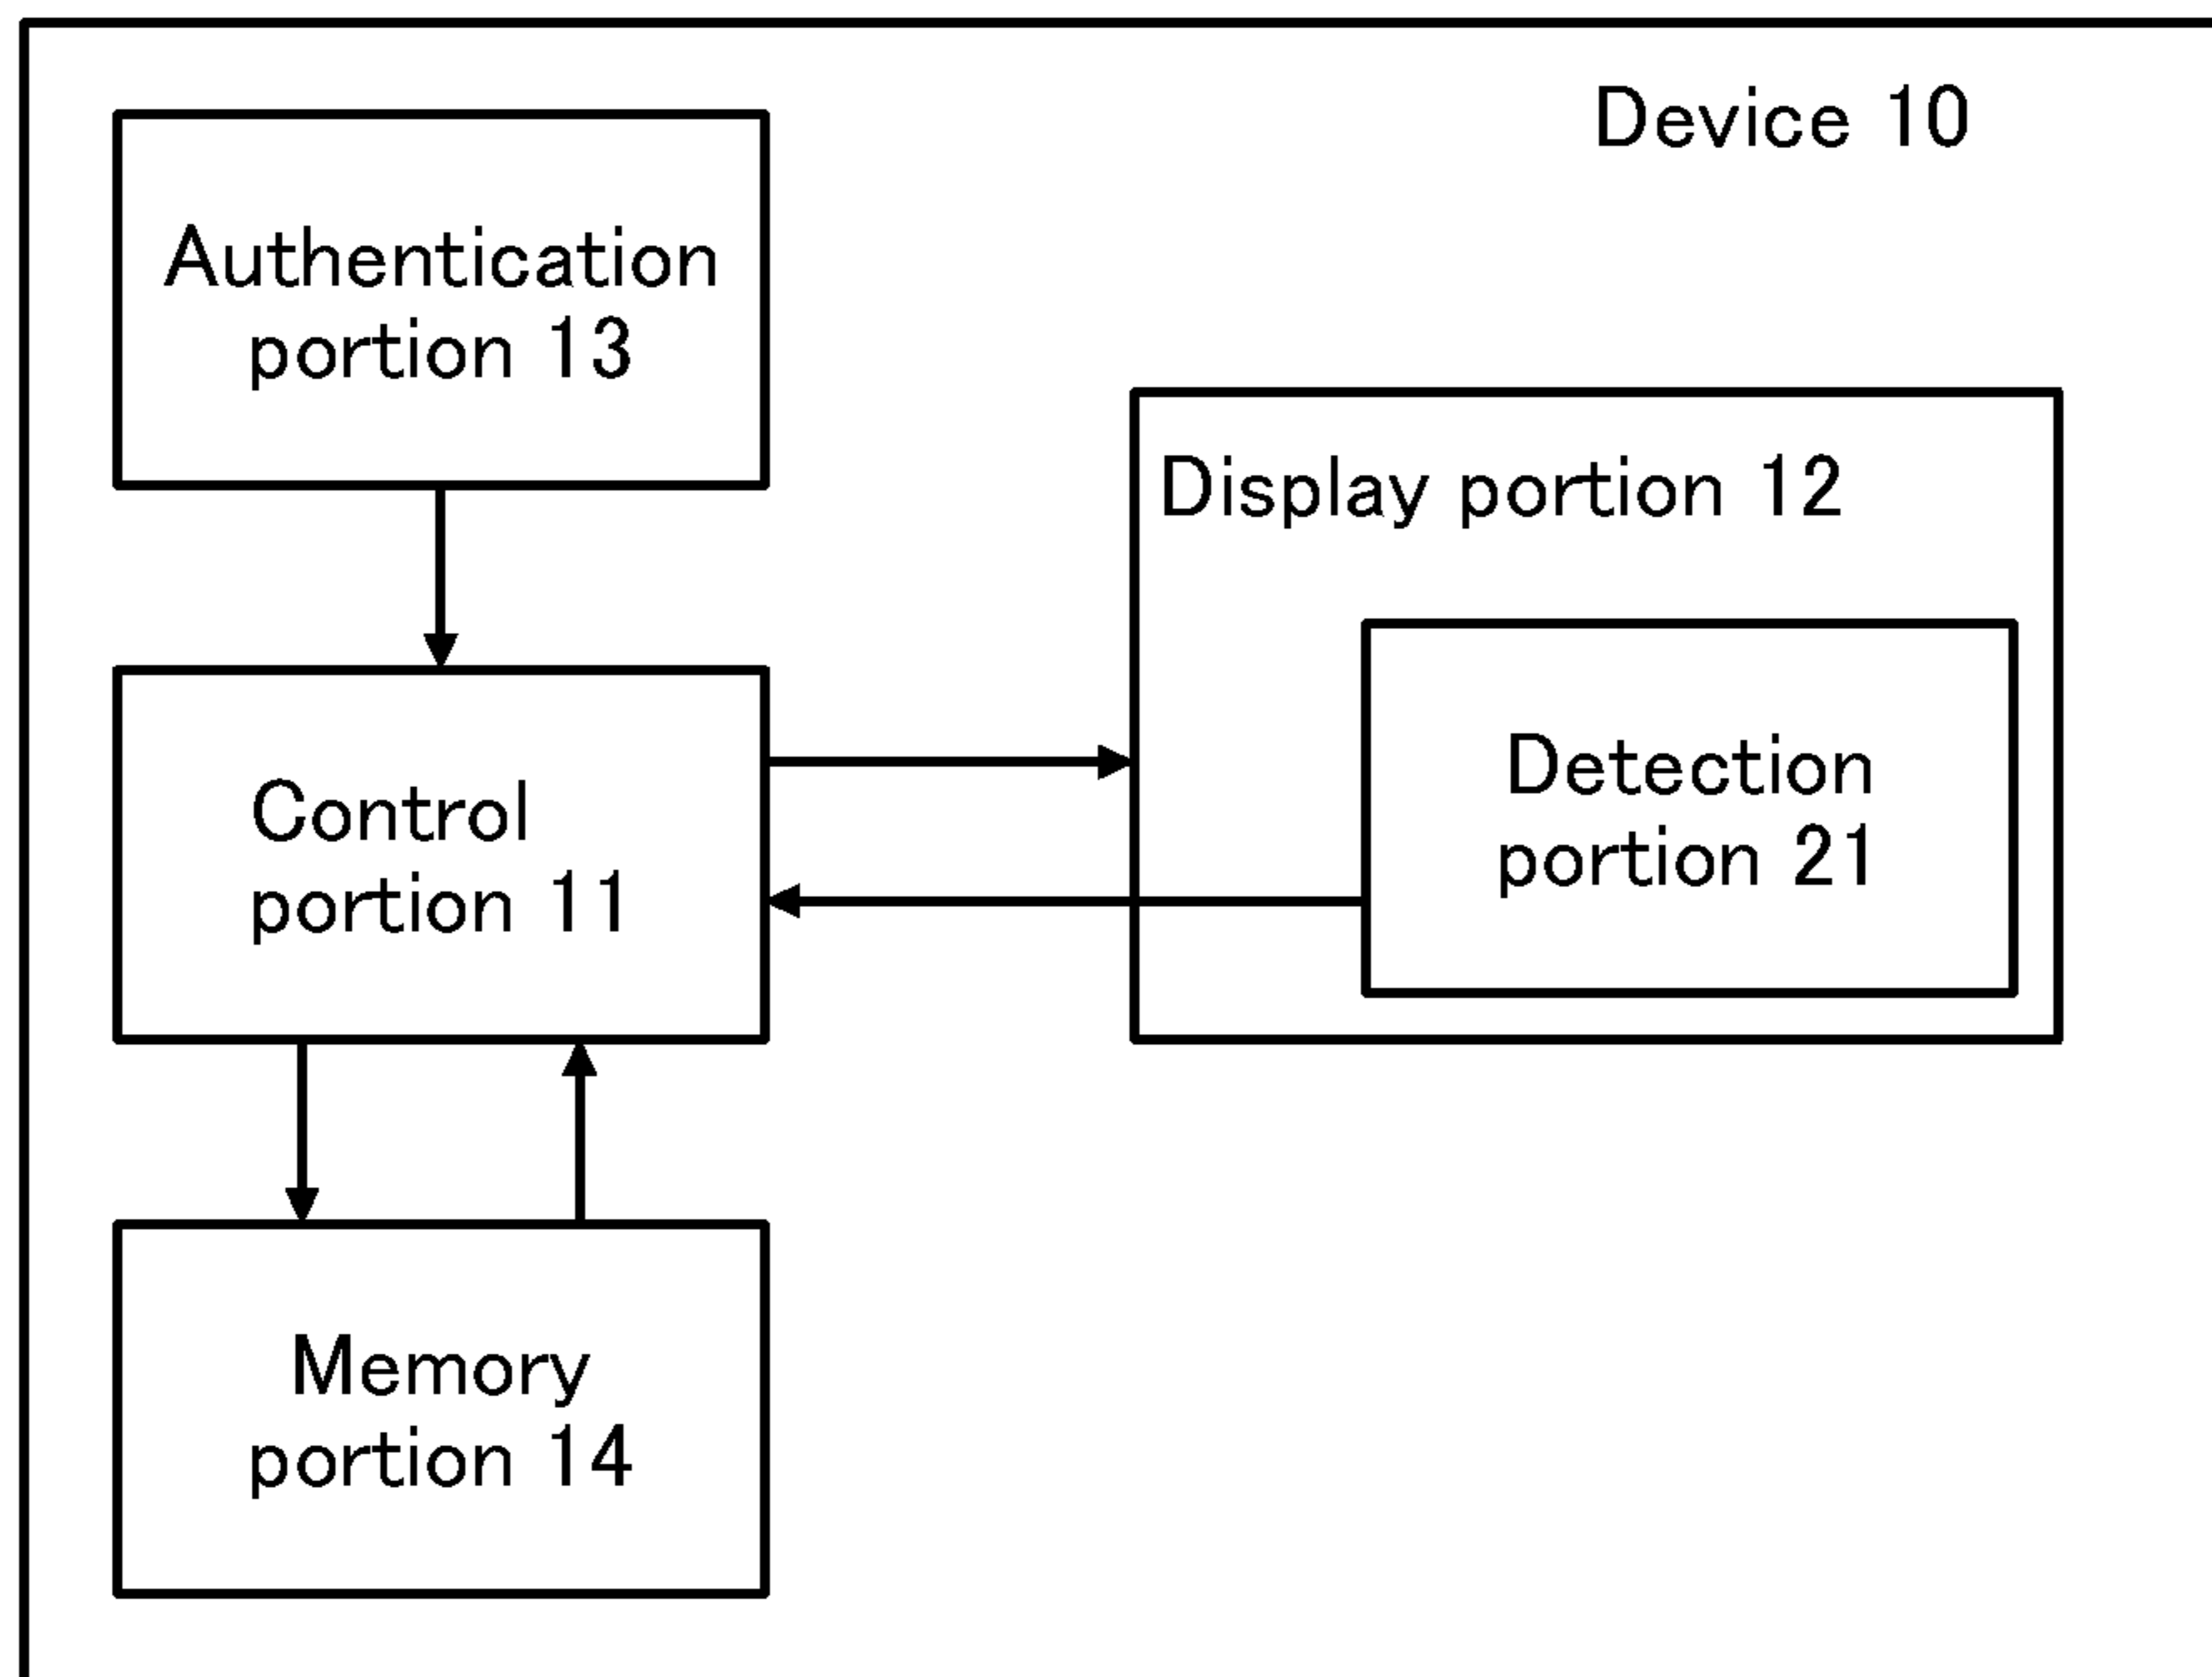 Device 10
Authentication
portion 13
Display portion 12
Detection
portion 21
Control
portion 11
Memory
portion 14